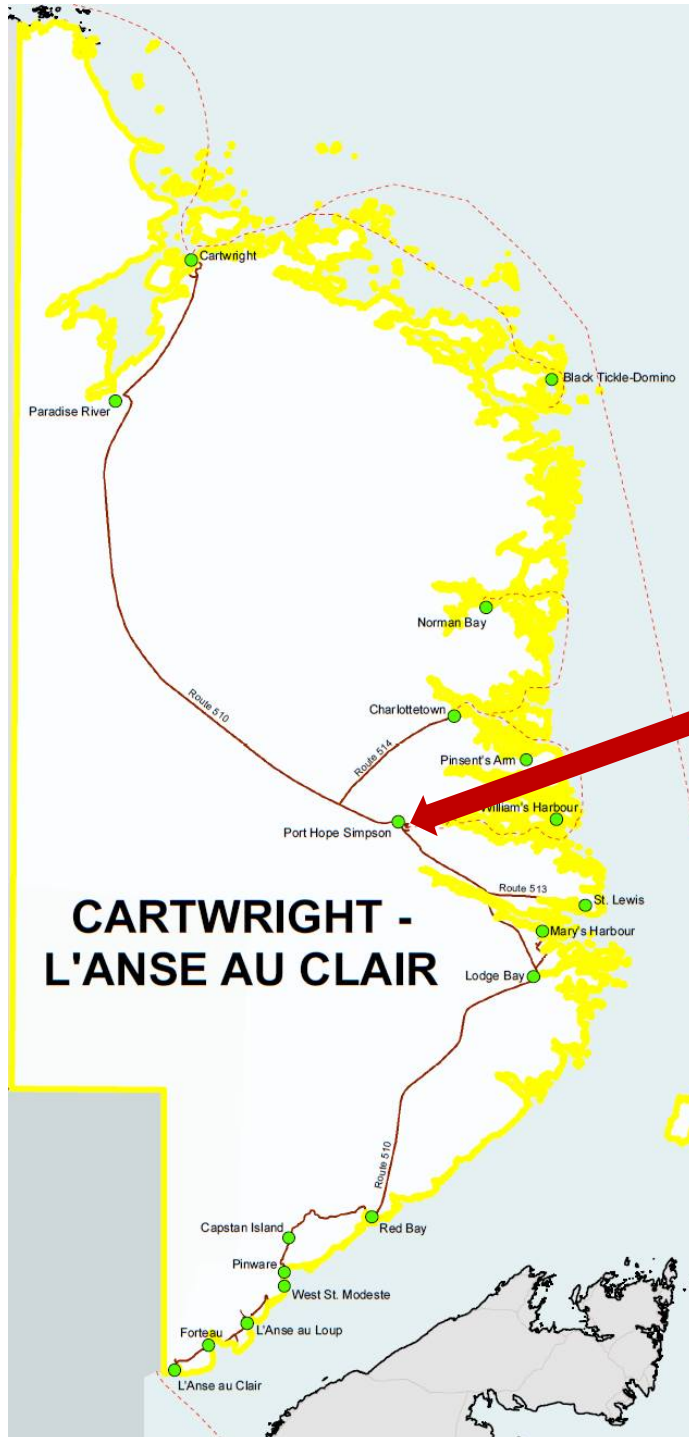 Cartwright
Black Tickle-Domino
Paradise River
Norman Bay
Route 510
Charlottetown
Route 514
Pinsent's Arm
William's Harbour
Port Hope Simpson
Route 513
St. Lewis
CARTWRIGHT -
L'ANSE AU CLAIR
Mary's Harbour
Lodge Bay
Route 510
Capstan Island
Red Bay
Pinware
West St. Modeste
L'Anse au Loup
Forteau
L'Anse au Clair